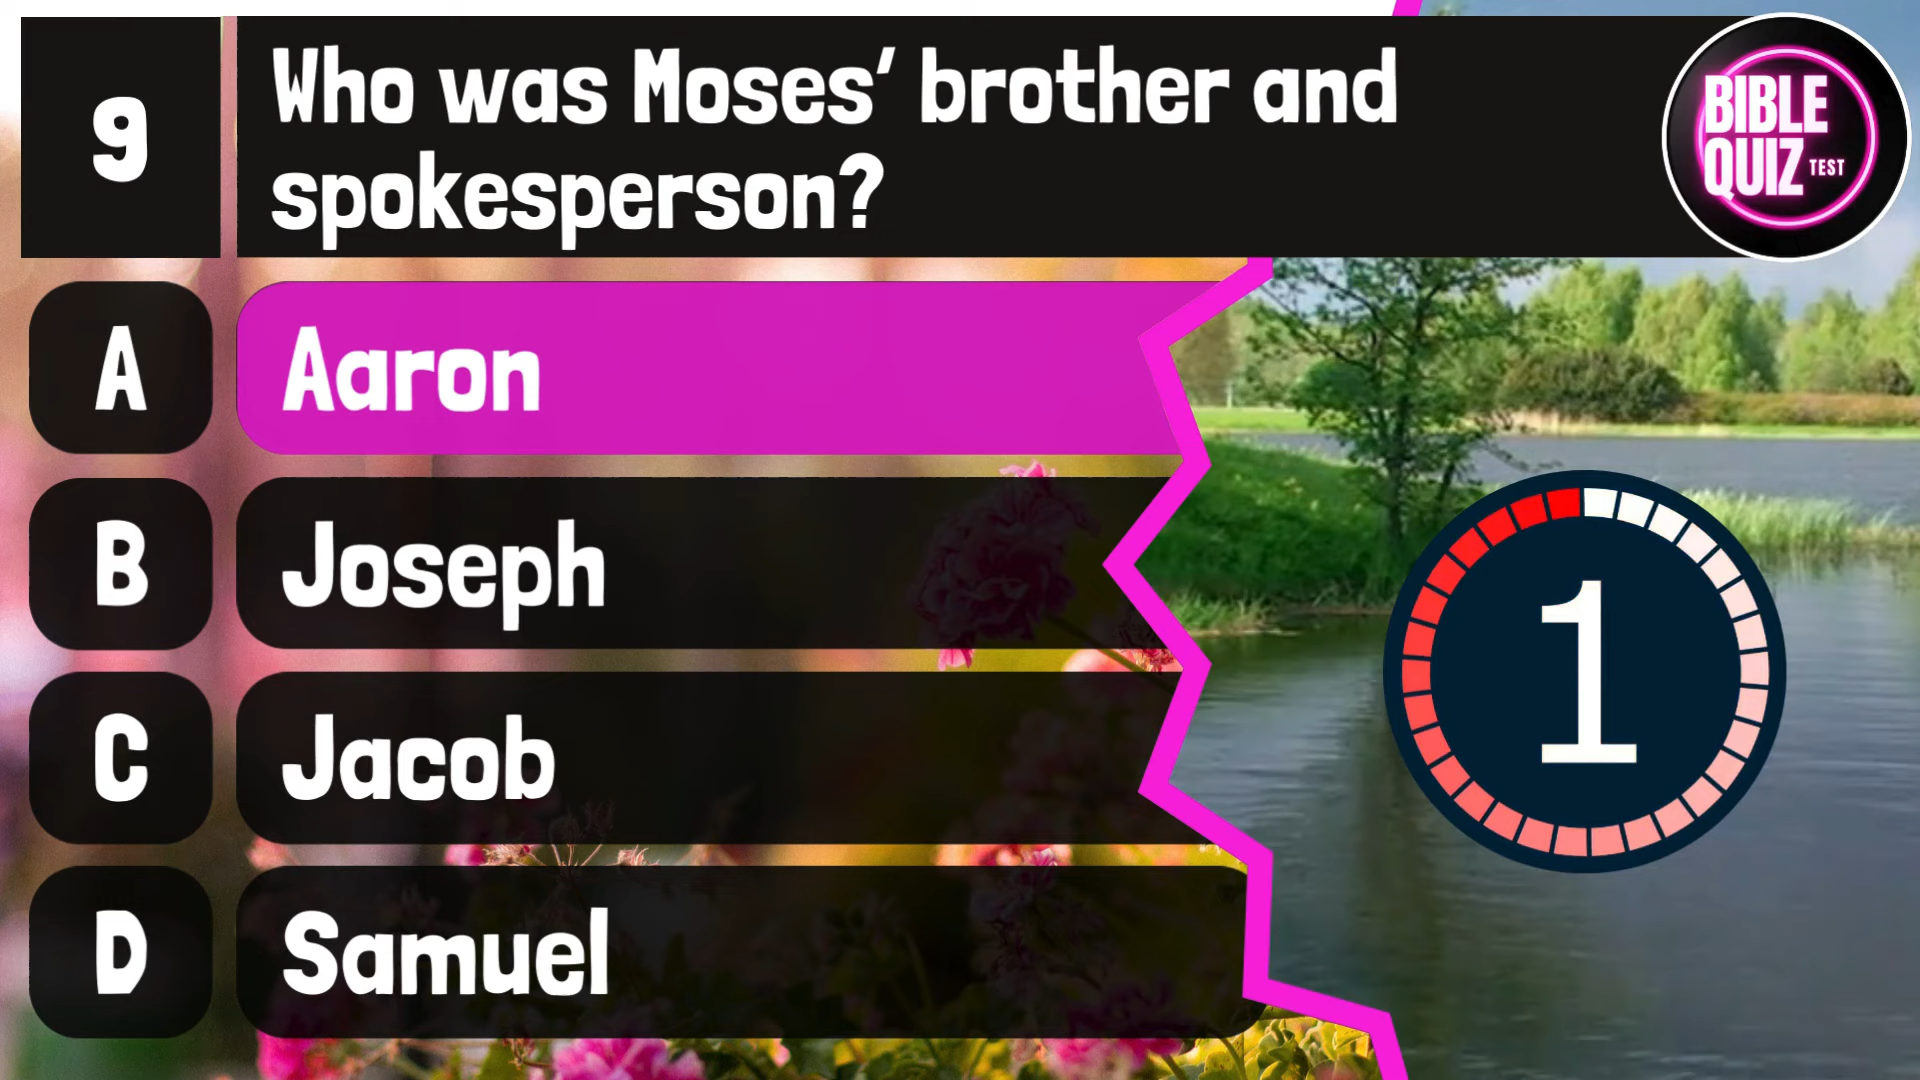 9
Who was Moses' brother and
spokesperson?
BIBLE
QUIZ TEST
A
Aaron
B
Joseph
C
Jacob
D
Samuel
1